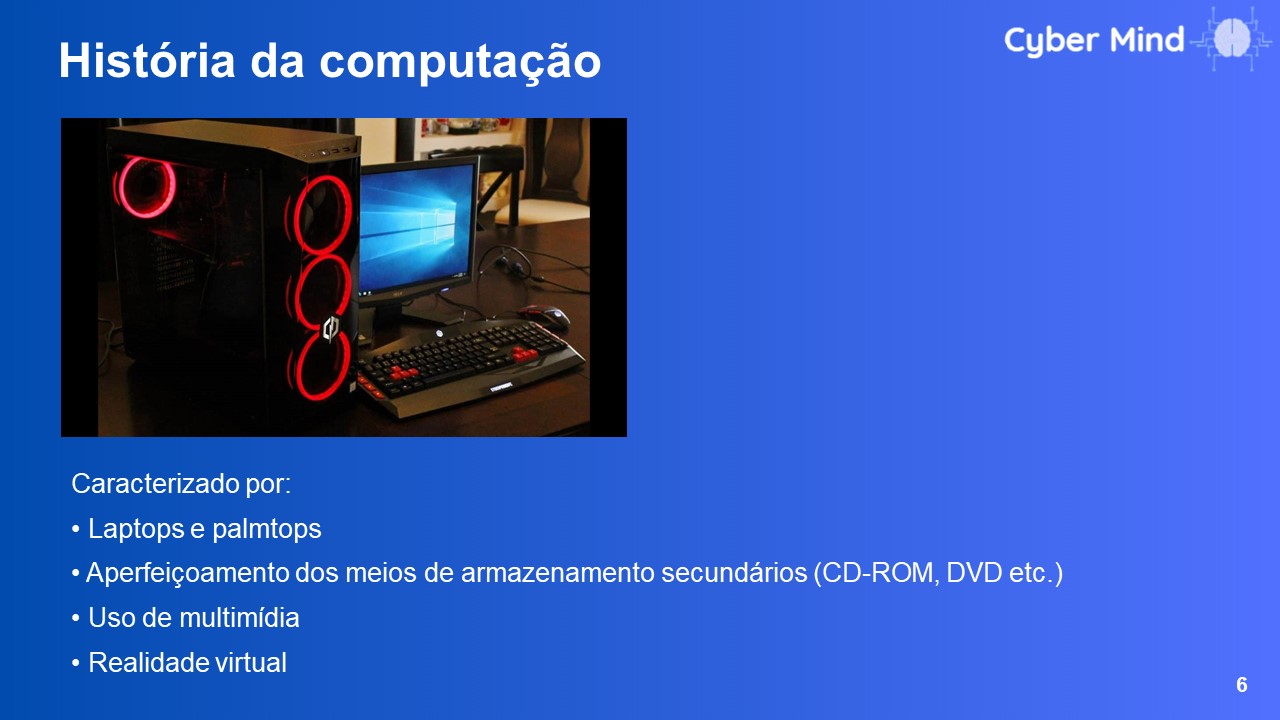 História da computação
Cyber Mind
Caracterizado por:
• Laptops e palmtops
• Aperfeiçoamento dos meios de armazenamento secundários (CD-ROM, DVD etc.)
• Uso de multimídia
• Realidade virtual
6